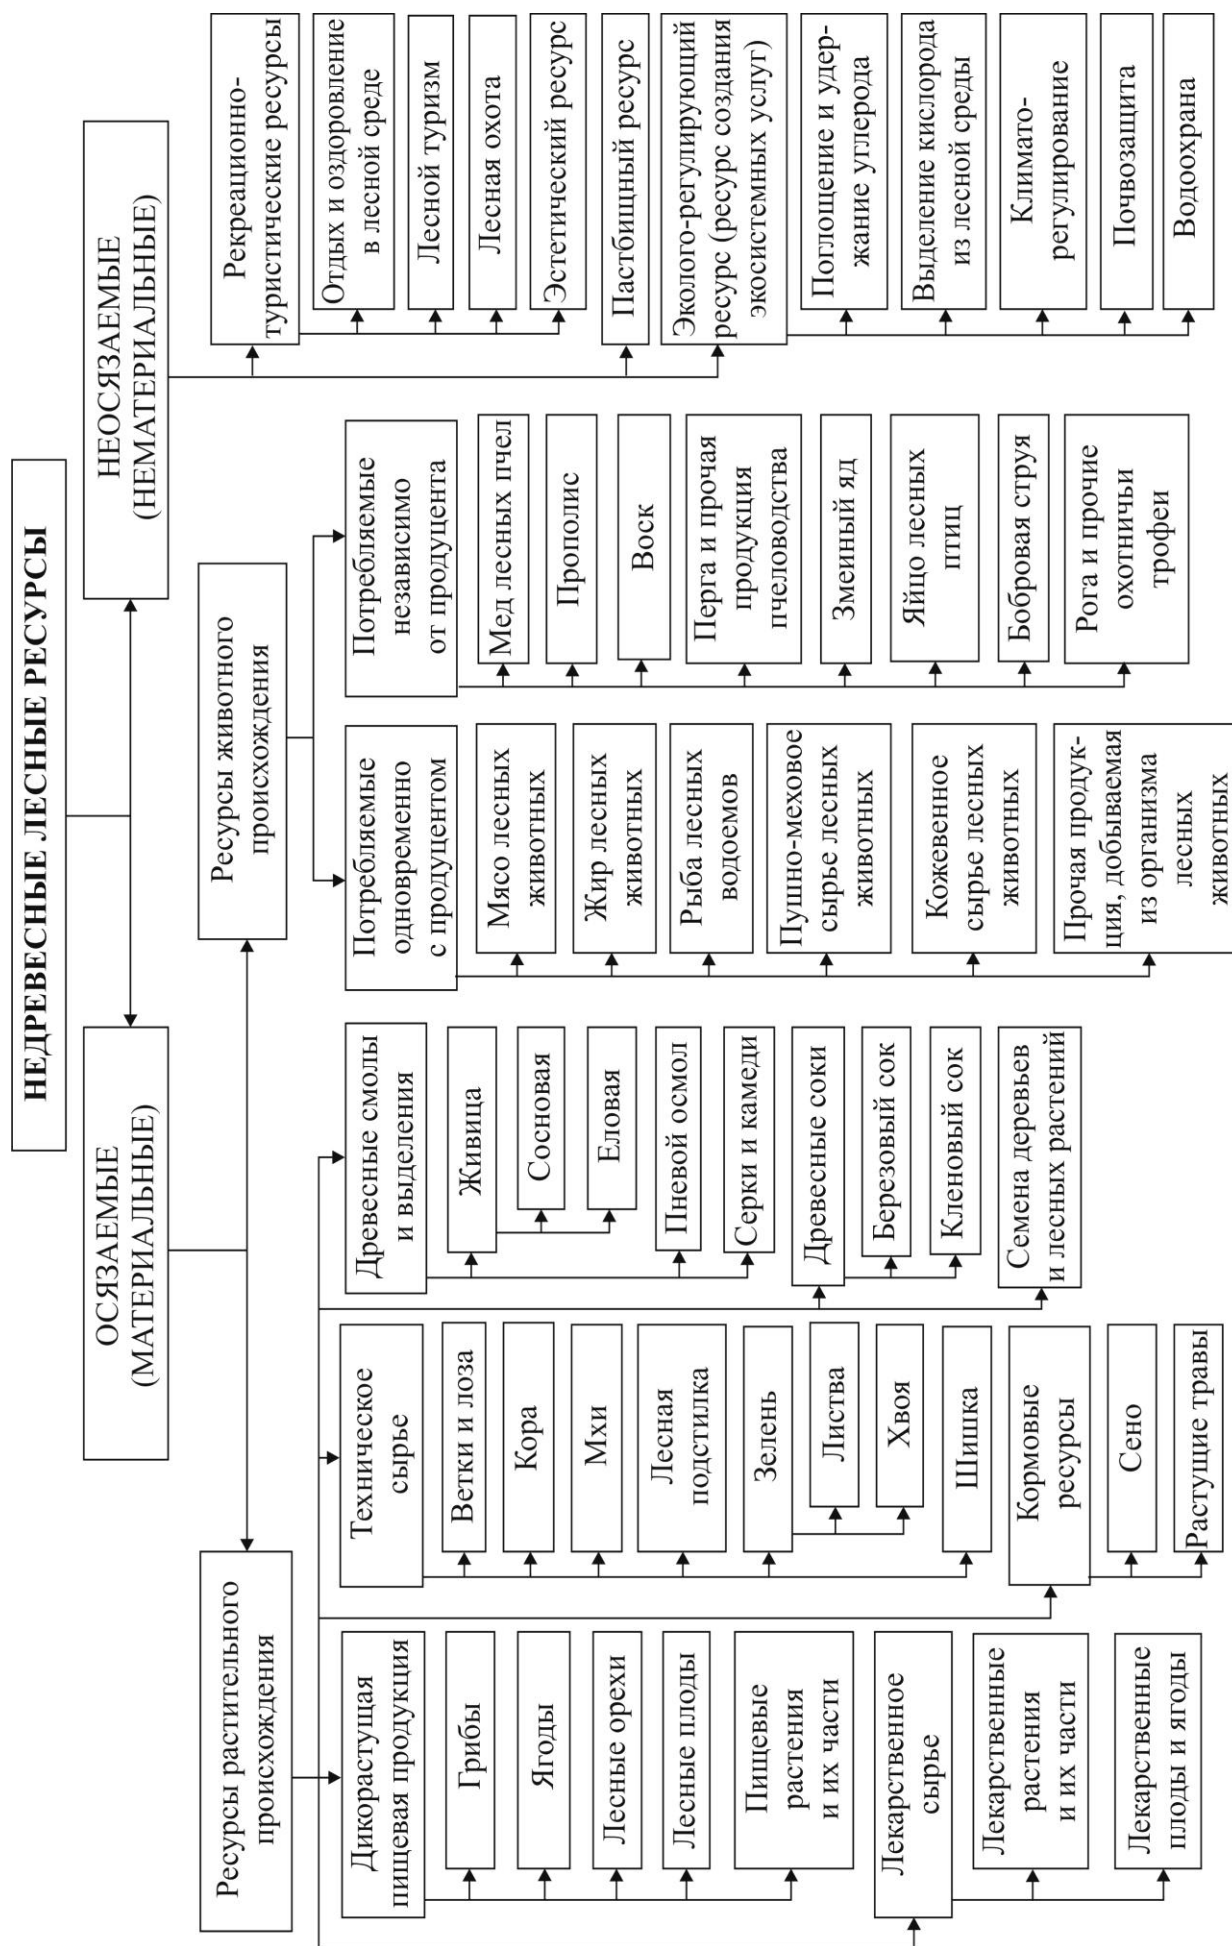 НЕДРЕВЕСНЫЕ ЛЕСНЫЕ РЕСУРСЫ
ОСЯЗАЕМЫЕ
(МАТЕРИАЛЬНЫЕ)
НЕОСЯЗАЕМЫЕ
(НЕМАТЕРИАЛЬНЫЕ)
Ресурсы растительного
происхождения
Ресурсы животного
происхождения
Дикорастущая
пищевая продукция
Грибы
Ягоды
Лесные орехи
Лесные плоды
Пищевые
растения
и их части
Лекарственное
сырье
Лекарственные
растения
и их части
Лекарственные
плоды и ягоды
Техническое
сырье
Ветки и лоза
Кора
Мхи
Лесная
подстилка
Зелень
Листва
Хвоя
Шишка
Кормовые
ресурсы
Сено
Растущие травы
Древесные смолы
и выделения
Живица
Сосновая
Еловая
Пневой осмол
Серки и камеди
Древесные соки
Березовый сок
Кленовый сок
Семена деревьев
и лесных растений
Потребляемые
одновременно
с продуцентом
Мясо лесных
животных
Жир лесных
животных
Рыба лесных
водоемов
Пушно-меховое
сырье лесных
животных
Кожевенное
сырье лесных
животных
Прочая продук-
ция, добываемая
из организма
лесных
животных
Потребляемые
независимо
от продуцента
Мед лесных пчел
Прополис
Воск
Перга и прочая
продукция
пчеловодства
Змеиный яд
Яйцо лесных
птиц
Бобровая струя
Рога и прочие
охотничьи
трофеи
Рекреационно-
туристические ресурсы
Отдых и оздоровление
в лесной среде
Лесной туризм
Лесная охота
Эстетический ресурс
Пастбищный ресурс
Эколого-регулирующий
ресурс (ресурс создания
экосистемных услуг)
Поглощение и удер-
жание углерода
Выделение кислорода
из лесной среды
Климато-
регулирование
Почвозащита
Водоохрана